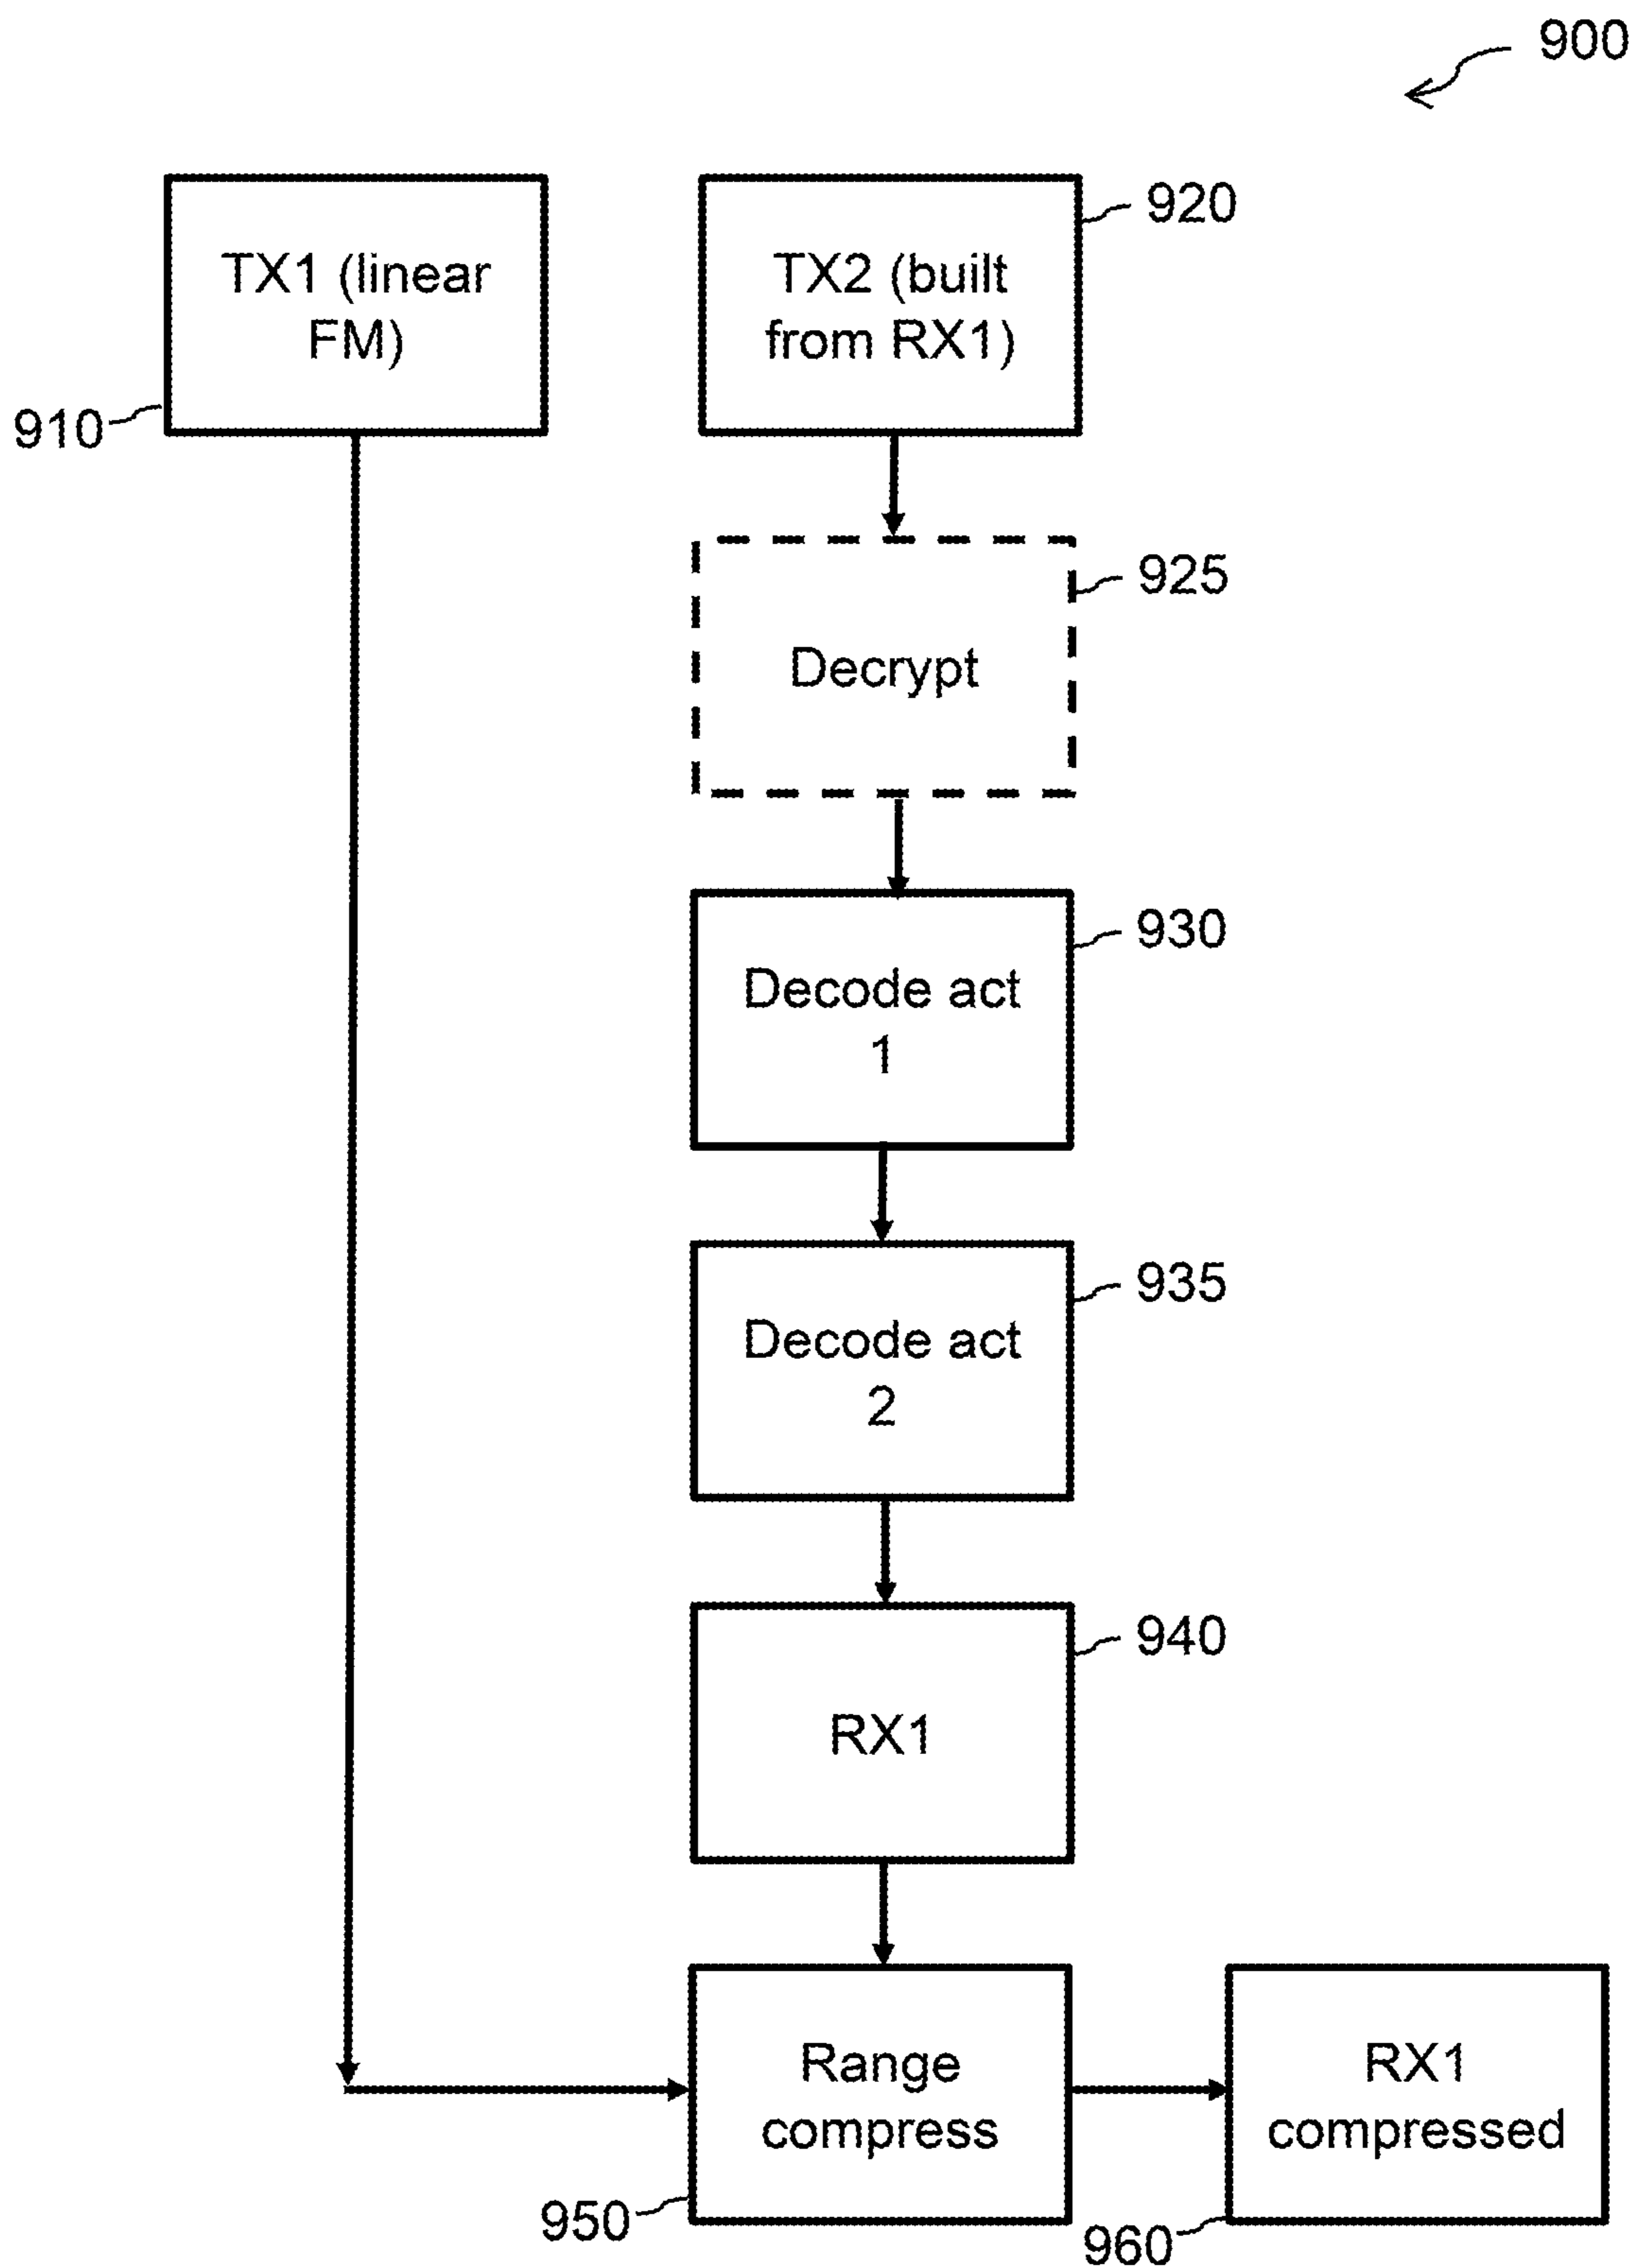 900
TX1 (linear
FM)
910
TX2 (built
from RX1)
920
Decrypt
925
Decode act
1
930
Decode act
2
935
RX1
940
Range
compress
950
RX1
compressed
960